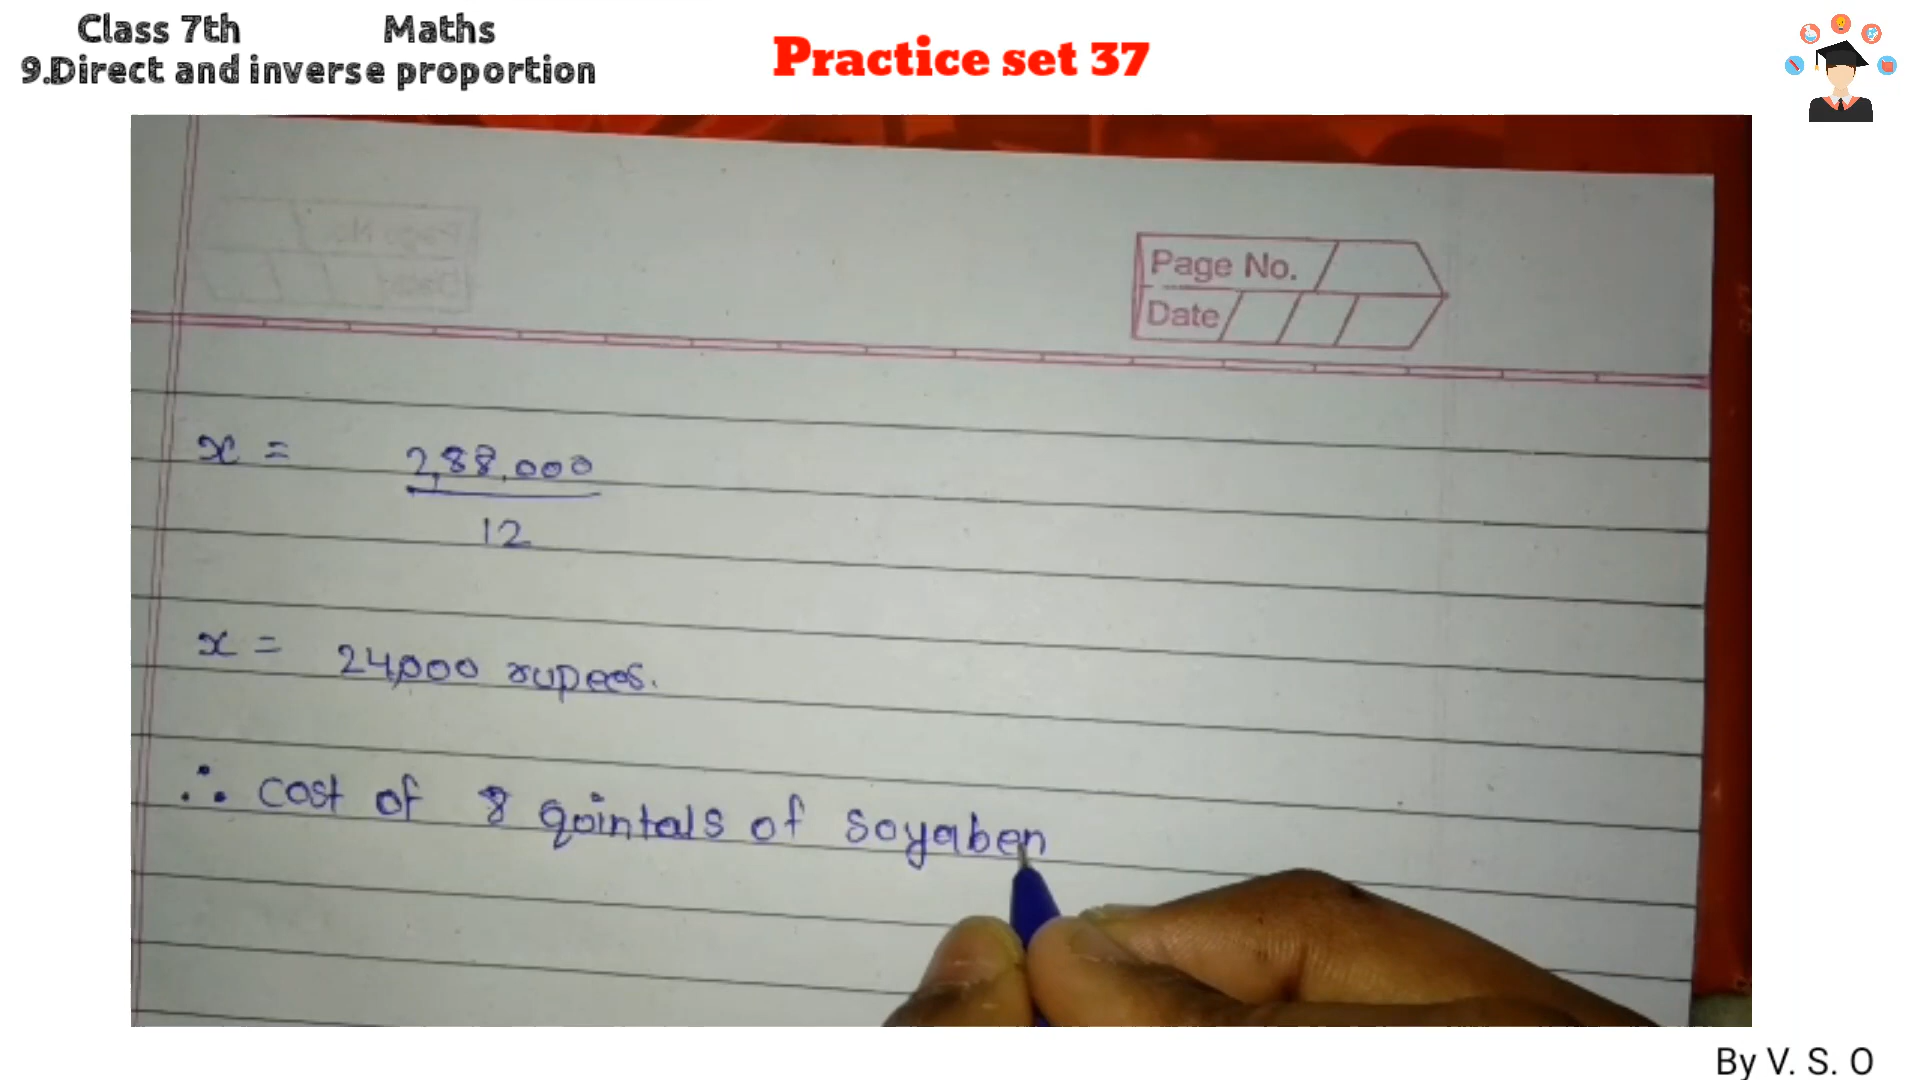 Class 7th Maths
9.Direct and inverse proportion
Practice set 37
Page No.
Date
x = 2,88,000
12
x = 24,000 rupees.
∴ cost of 8 quintals of soyaben
By V. S. O